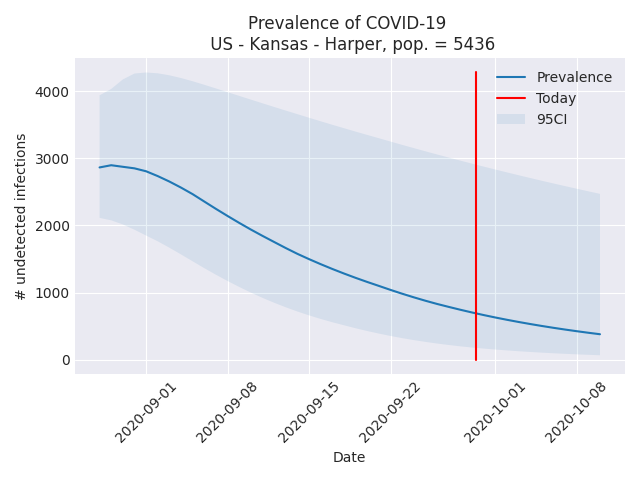 Prevalence of COVID-19
US - Kansas - Harper, pop. = 5436
Prevalence
Today
95CI
4000
3000
2000
1000
0
# undetected infections
2020-09-01
2020-09-08
2020-09-15
2020-09-22
2020-10-01
2020-10-08
Date